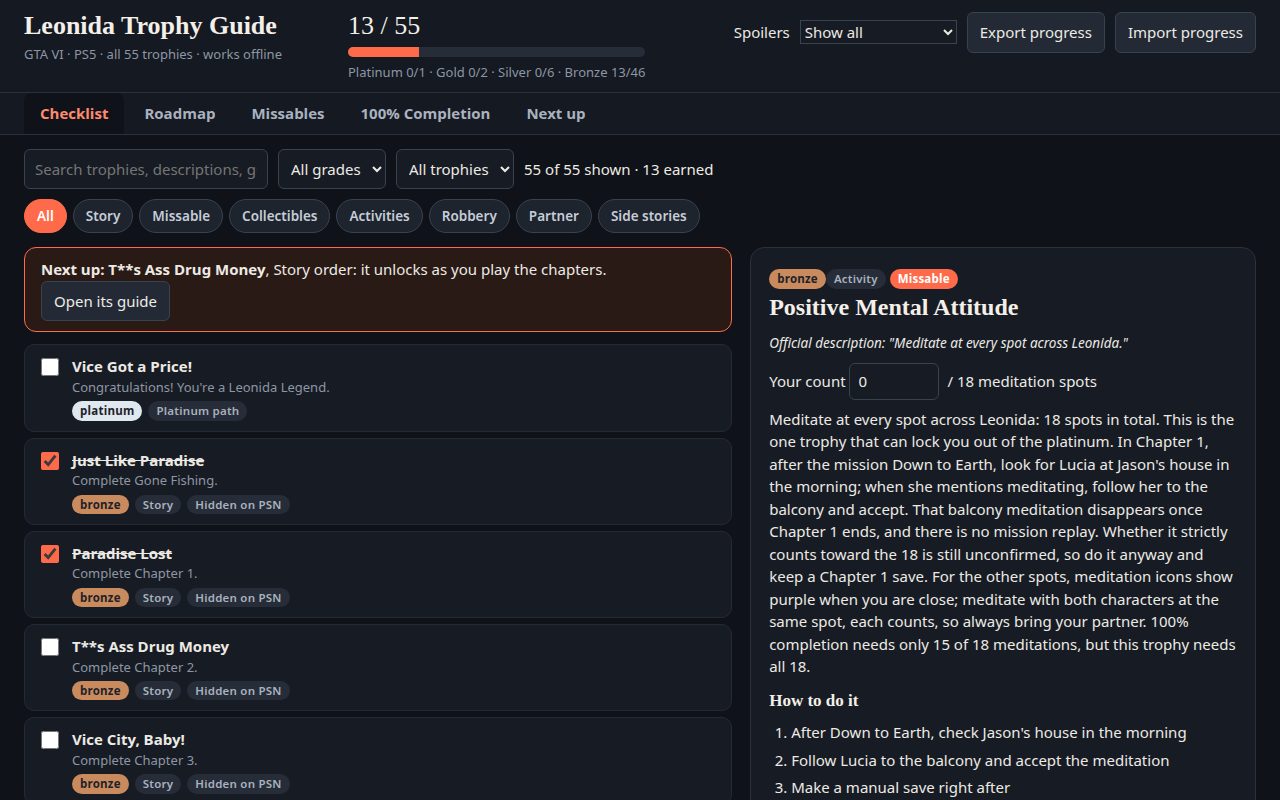 Leonida Trophy Guide
GTA VI · PS5 · all 55 trophies · works offline
13 / 55
Platinum 0/1 · Gold 0/2 · Silver 0/6 · Bronze 13/46
Spoilers
Show all
Export progress
Import progress
Checklist
Roadmap
Missables
100% Completion
Next up
Search trophies, descriptions, g
All grades
All trophies
55 of 55 shown · 13 earned
All
Story
Missable
Collectibles
Activities
Robbery
Partner
Side stories
Next up: T**s Ass Drug Money, Story order: it unlocks as you play the chapters.
Open its guide
Vice Got a Price!
Congratulations! You're a Leonida Legend.
platinum
Platinum path
Just Like Paradise
Complete Gone Fishing.
bronze
Story
Hidden on PSN
Paradise Lost
Complete Chapter 1.
bronze
Story
Hidden on PSN
T**s Ass Drug Money
Complete Chapter 2.
bronze
Story
Hidden on PSN
Vice City, Baby!
Complete Chapter 3.
bronze
Story
Hidden on PSN
bronze
Activity
Missable
Positive Mental Attitude
Official description: "Meditate at every spot across Leonida."
Your count
0
/ 18 meditation spots
Meditate at every spot across Leonida: 18 spots in total. This is the
one trophy that can lock you out of the platinum. In Chapter 1,
after the mission Down to Earth, look for Lucia at Jason's house in
the morning; when she mentions meditating, follow her to the
balcony and accept. That balcony meditation disappears once
Chapter 1 ends, and there is no mission replay. Whether it strictly
counts toward the 18 is still unconfirmed, so do it anyway and
keep a Chapter 1 save. For the other spots, meditation icons show
purple when you are close; meditate with both characters at the
same spot, each counts, so always bring your partner. 100%
completion needs only 15 of 18 meditations, but this trophy needs
all 18.
How to do it
1. After Down to Earth, check Jason's house in the morning
2. Follow Lucia to the balcony and accept the meditation
3. Make a manual save right after